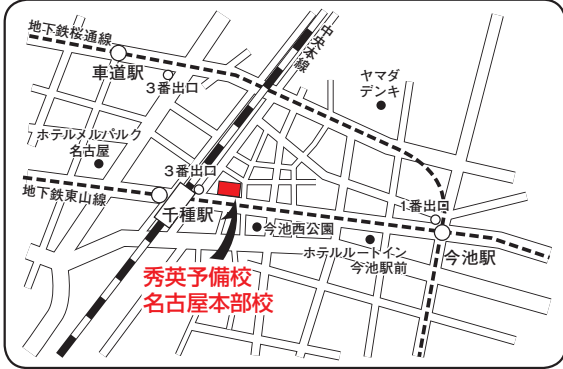 地下鉄桜通線
車道駅
3番出口
中央本線
ヤマダ
デンキ
ホテルメルパルク
名古屋
3番出口
地下鉄東山線
千種駅
今池西公園
1番出口
ホテルルートイン
今池駅前
今池駅
秀英予備校
名古屋本部校